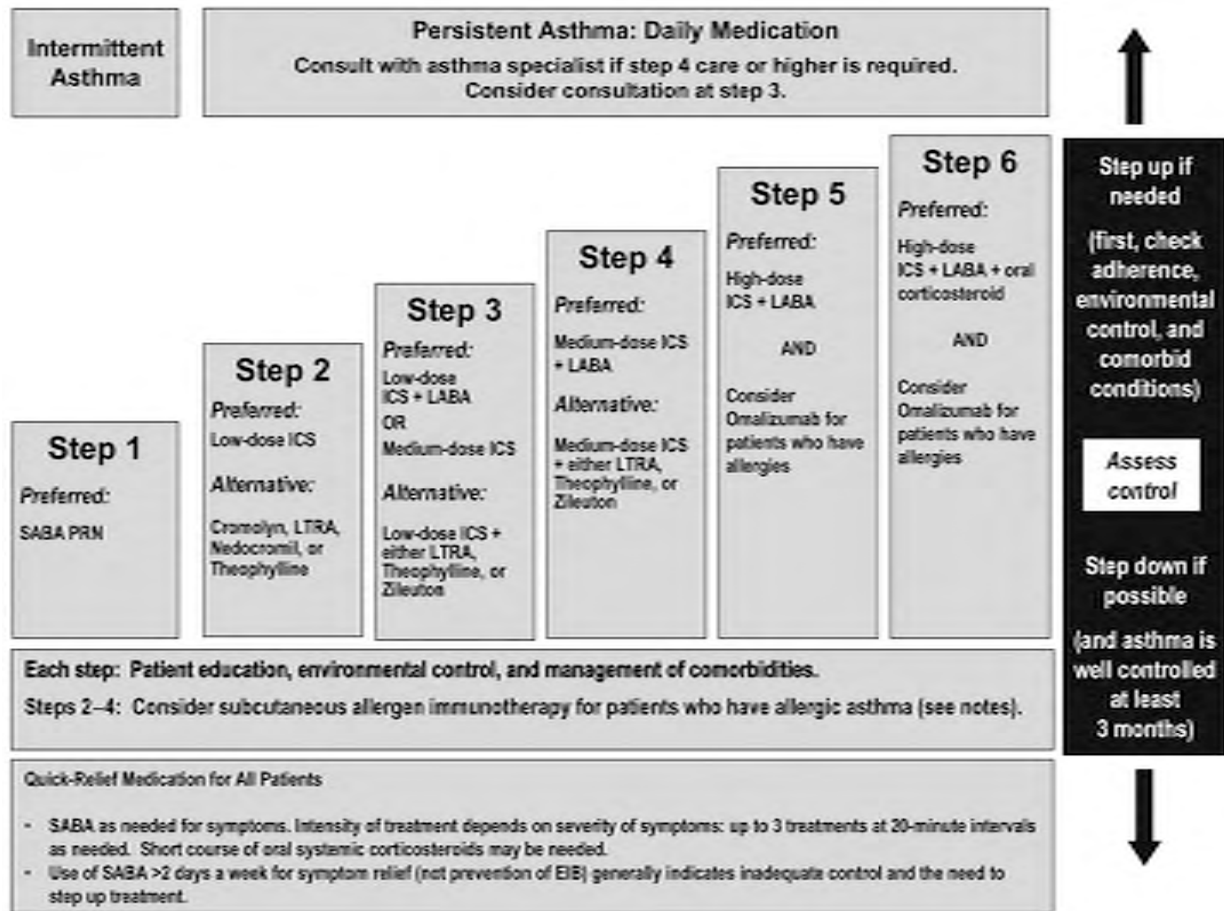 Intermittent
Asthma
Persistent Asthma: Daily Medication
Consult with asthma specialist if step 4 care or higher is required.
Consider consultation at step 3.
Step 1
Preferred:
SABA PRN
Step 2
Preferred:
Low-dose ICS
Alternative:
Cromolyn, LTRA,
Nedocromil, or
Theophylline
Step 3
Preferred:
Low-dose
ICS + LABA
OR
Medium-dose ICS
Alternative:
Low-dose ICS +
either LTRA,
Theophylline, or
Zileuton
Step 4
Preferred:
Medium-dose ICS
+ LABA
Alternative:
Medium-dose ICS
+ either LTRA,
Theophylline, or
Zileuton
Step 5
Preferred:
High-dose
ICS + LABA
AND
Consider
Omalizumab for
patients who have
allergies
Step 6
Preferred:
High-dose
ICS + LABA + oral
corticosteroid
AND
Consider
Omalizumab for
patients who have
allergies
Step up if
needed
(first, check
adherence,
environmental
control, and
comorbid
conditions)
Assess
control
Step down if
possible
(and asthma is
well controlled
at least
3 months)
Each step: Patient education, environmental control, and management of comorbidities.
Steps 2–4: Consider subcutaneous allergen immunotherapy for patients who have allergic asthma (see notes).
Quick-Relief Medication for All Patients
- SABA as needed for symptoms. Intensity of treatment depends on severity of symptoms: up to 3 treatments at 20-minute intervals
as needed. Short course of oral systemic corticosteroids may be needed.
- Use of SABA >2 days a week for symptom relief (not prevention of EIB) generally indicates inadequate control and the need to
step up treatment.